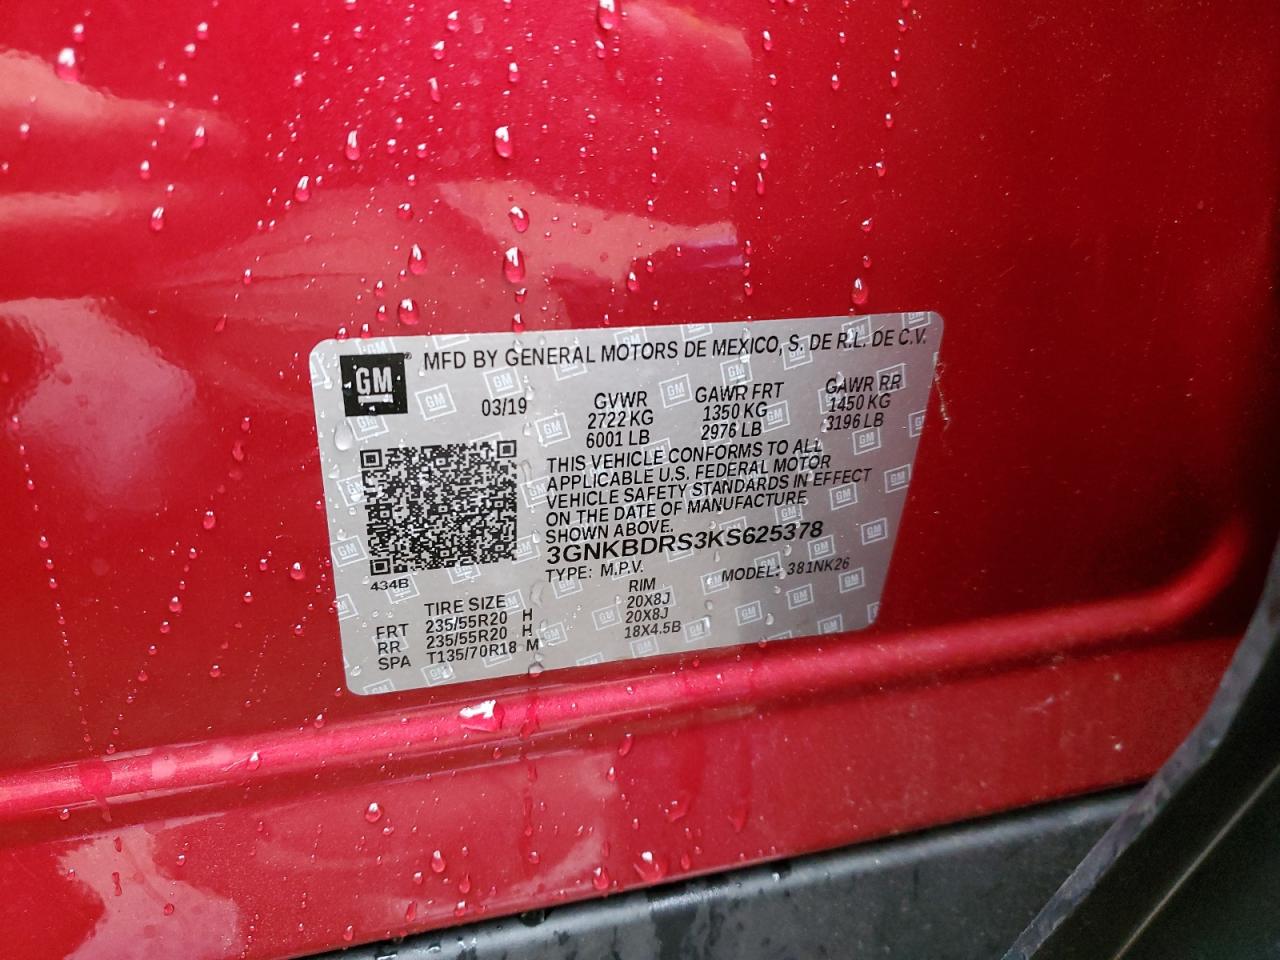 GM
MFD BY GENERAL MOTORS DE MEXICO, S. DE R.L. DE C.V.
03/19
GVWR GAWR FRT GAWR RR
2722 KG 1350 KG 1450 KG
6001 LB 2976 LB 3196 LB
THIS VEHICLE CONFORMS TO ALL
APPLICABLE U.S. FEDERAL MOTOR
VEHICLE SAFETY STANDARDS IN EFFECT
ON THE DATE OF MANUFACTURE
SHOWN ABOVE.
3GNKBDRS3KS625378
TYPE: M.P.V. MODEL: 381NK26
434B
TIRE SIZE RIM
FRT 235/55R20 H 20X8J
RR 235/55R20 H 20X8J
SPA T135/70R18 M 18X4.5B